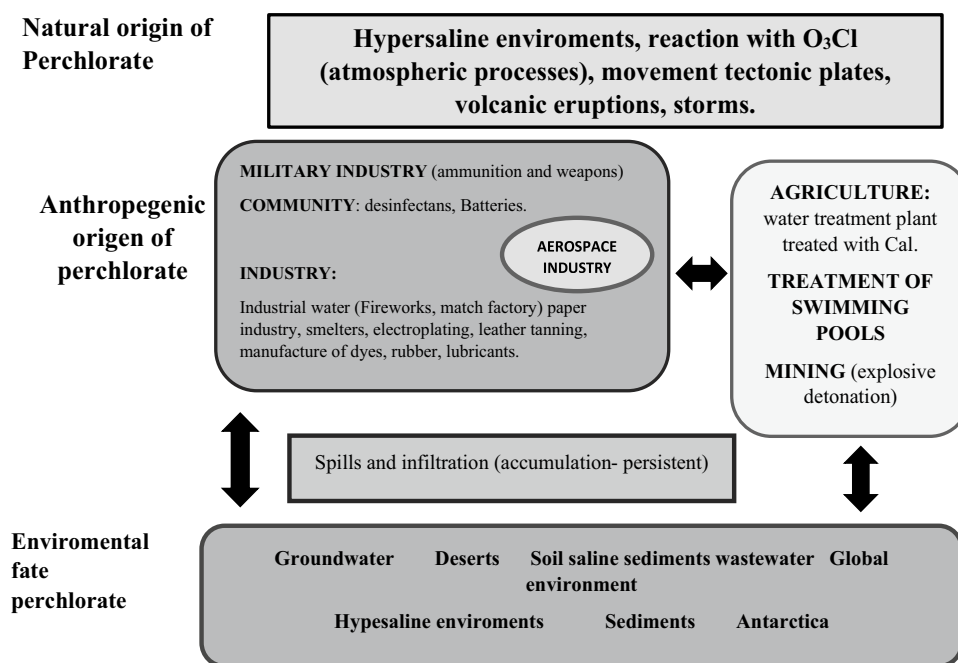 Natural origin of
Perchlorate
Hypersaline enviroments, reaction with O₃Cl
(atmospheric processes), movement tectonic plates,
volcanic eruptions, storms.
Anthropegenic
origen of
perchlorate
MILITARY INDUSTRY (ammunition and weapons)
COMMUNITY: desinfectans, Batteries.
AEROSPACE
INDUSTRY
INDUSTRY:
Industrial water (Fireworks, match factory) paper
industry, smelters, electroplating, leather tanning,
manufacture of dyes, rubber, lubricants.
AGRICULTURE:
water treatment plant
treated with Cal.
TREATMENT OF
SWIMMING
POOLS
MINING (explosive
detonation)
Spills and infiltration (accumulation- persistent)
Enviromental
fate
perchlorate
Groundwater Deserts Soil saline sediments wastewater Global
environment
Hypesaline enviroments Sediments Antarctica